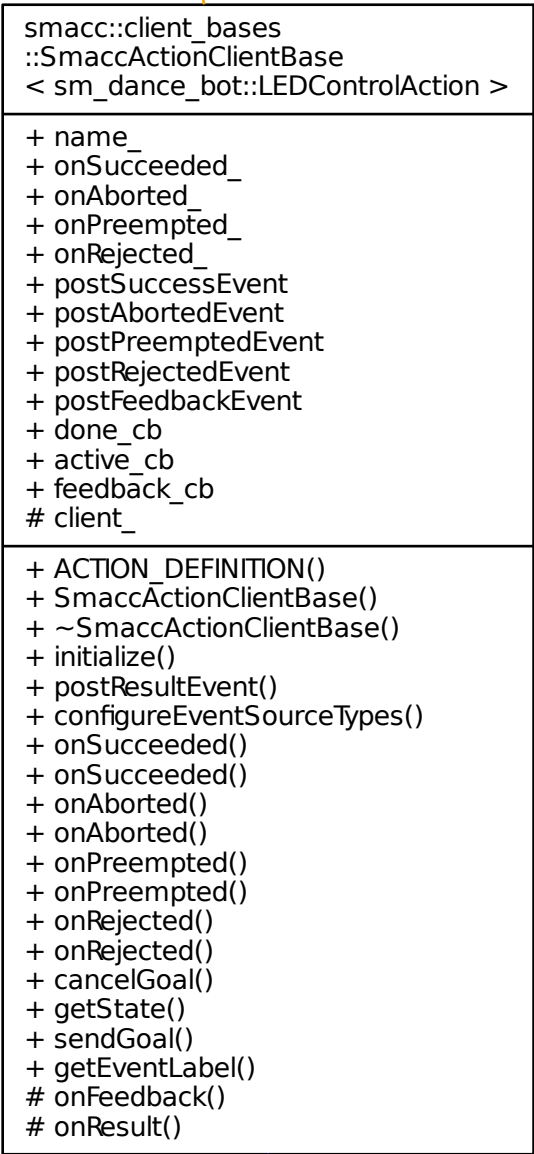 smacc::client_bases
::SmaccActionClientBase
< sm_dance_bot::LEDControlAction >
+ name_
+ onSucceeded_
+ onAborted_
+ onPreempted_
+ onRejected_
+ postSuccessEvent
+ postAbortedEvent
+ postPreemptedEvent
+ postRejectedEvent
+ postFeedbackEvent
+ done_cb
+ active_cb
+ feedback_cb
# client_
+ ACTION_DEFINITION()
+ SmaccActionClientBase()
+ ~SmaccActionClientBase()
+ initialize()
+ postResultEvent()
+ configureEventSourceTypes()
+ onSucceeded()
+ onSucceeded()
+ onAborted()
+ onAborted()
+ onPreempted()
+ onPreempted()
+ onRejected()
+ onRejected()
+ cancelGoal()
+ getState()
+ sendGoal()
+ getEventLabel()
# onFeedback()
# onResult()